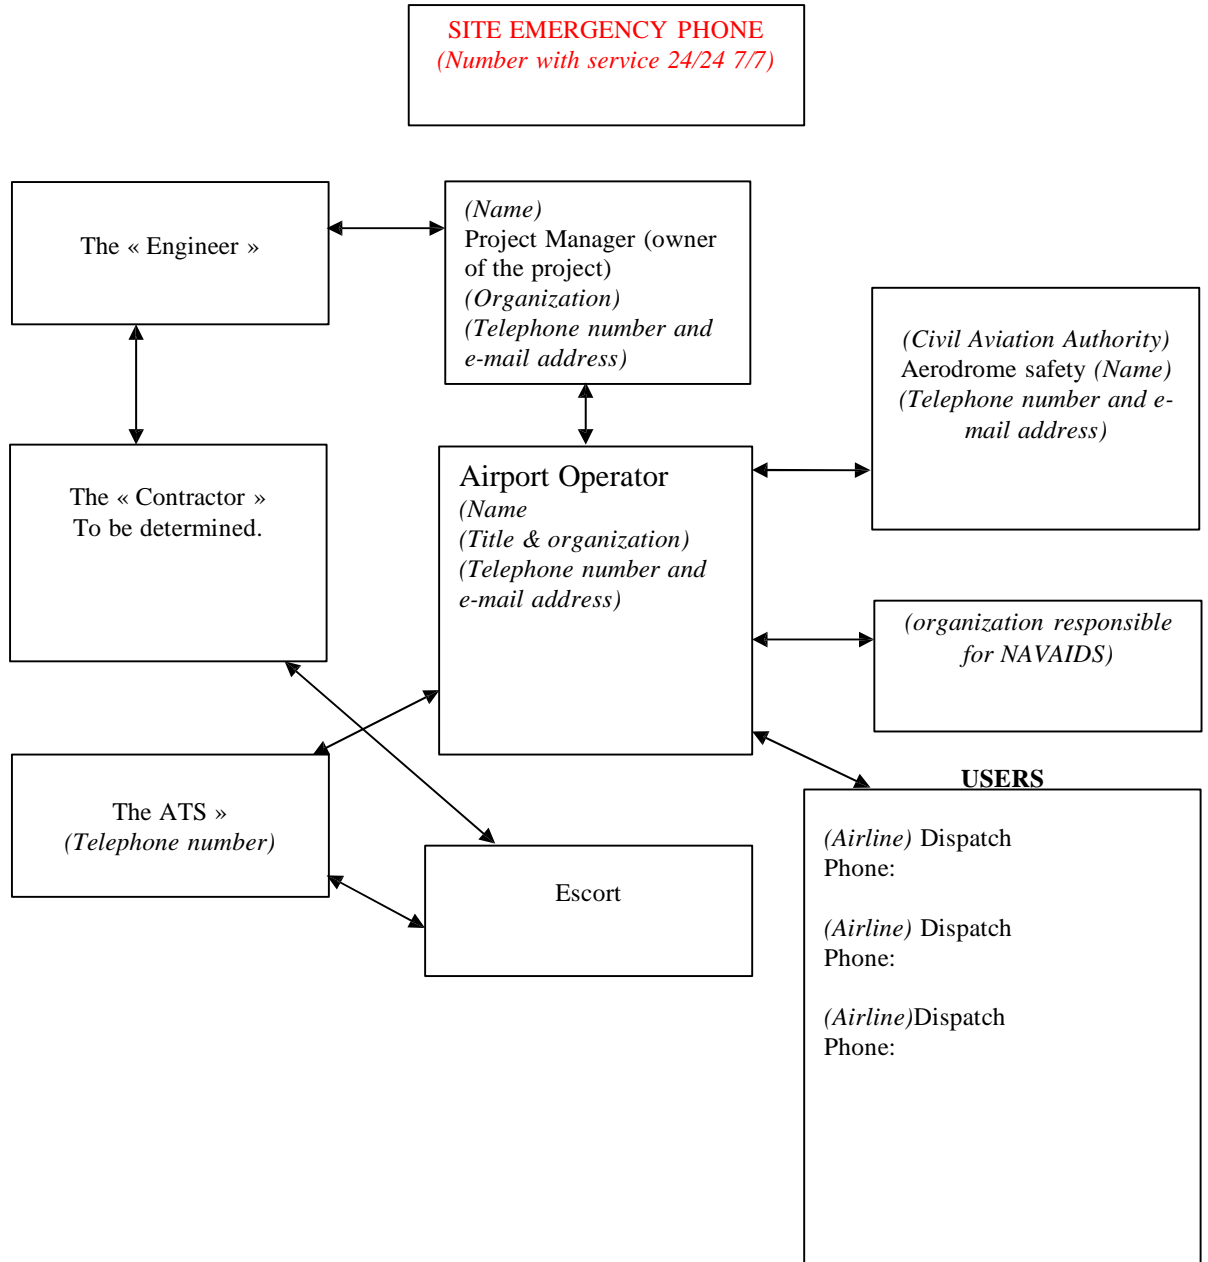 SITE EMERGENCY PHONE
(Number with service 24/24 7/7)
The « Engineer »
(Name)
Project Manager (owner
of the project)
(Organization)
(Telephone number and
e-mail address)
(Civil Aviation Authority)
Aerodrome safety (Name)
(Telephone number and e-
mail address)
The « Contractor »
To be determined.
Airport Operator
(Name
(Title & organization)
(Telephone number and
e-mail address)
(organization responsible
for NAVAIDS)
The ATS »
(Telephone number)
Escort
USERS
(Airline) Dispatch
Phone:
(Airline) Dispatch
Phone:
(Airline)Dispatch
Phone: